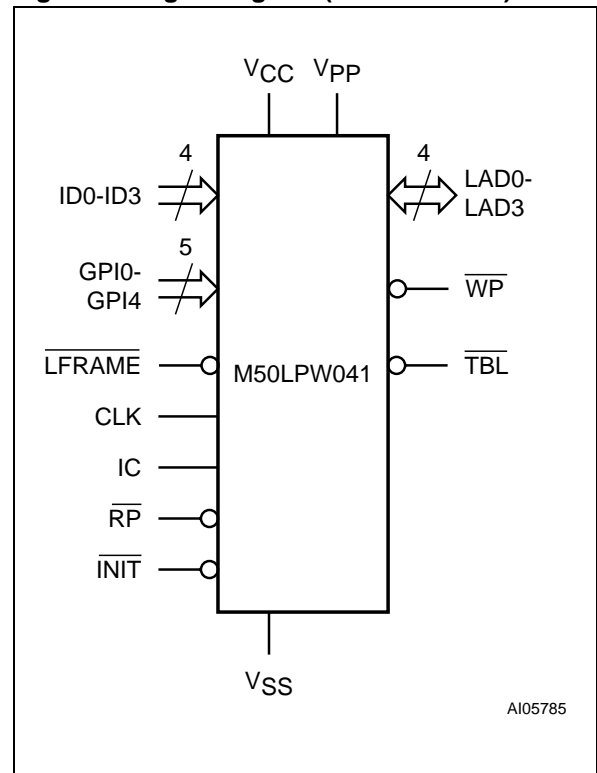 VCC VPP
4
ID0-ID3
4
LAD0-
LAD3
5
GPI0-
GPI4
WP
LFRAME
M50LPW041
TBL
CLK
IC
RP
INIT
VSS
AI05785